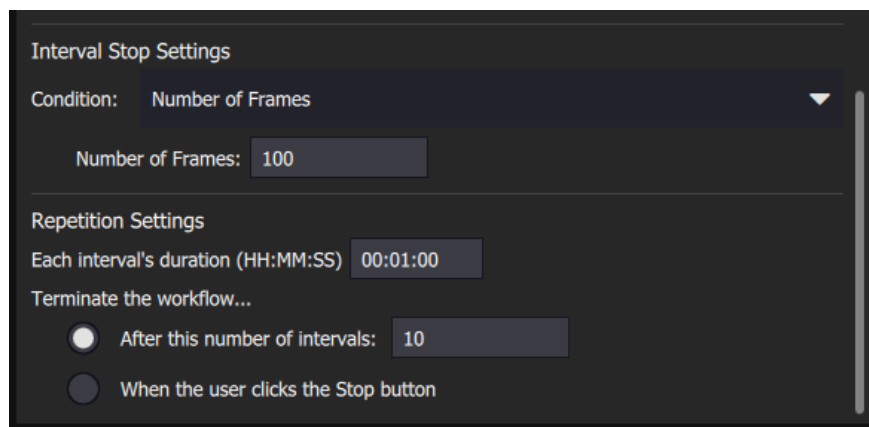 Interval Stop Settings
Condition: Number of Frames
Number of Frames: 100
Repetition Settings
Each interval's duration (HH:MM:SS) 00:01:00
Terminate the workflow...
After this number of intervals: 10
When the user clicks the Stop button